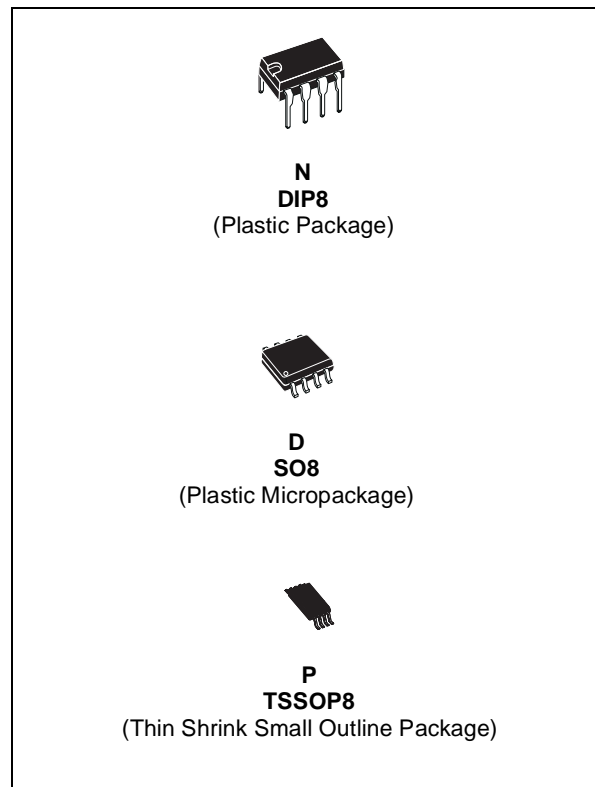 N
DIP8
(Plastic Package)
D
SO8
(Plastic Micropackage)
P
TSSOP8
(Thin Shrink Small Outline Package)